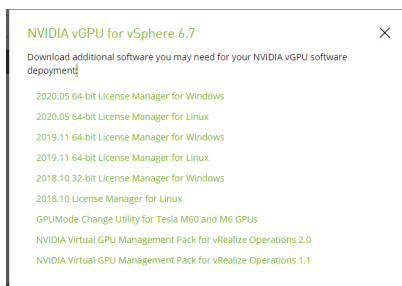 NVIDIA vGPU for vSphere 6.7
Download additional software you may need for your NVIDIA vGPU software
depoyment:
2020.05 64-bit License Manager for Windows
2020.05 64-bit License Manager for Linux
2019.11 64-bit License Manager for Windows
2019.11 64-bit License Manager for Linux
2018.10 32-bit License Manager for Windows
2018.10 License Manager for Linux
GPUMode Change Utility for Tesla M60 and M6 GPUs
NVIDIA Virtual GPU Management Pack for vRealize Operations 2.0
NVIDIA Virtual GPU Management Pack for vRealize Operations 1.1